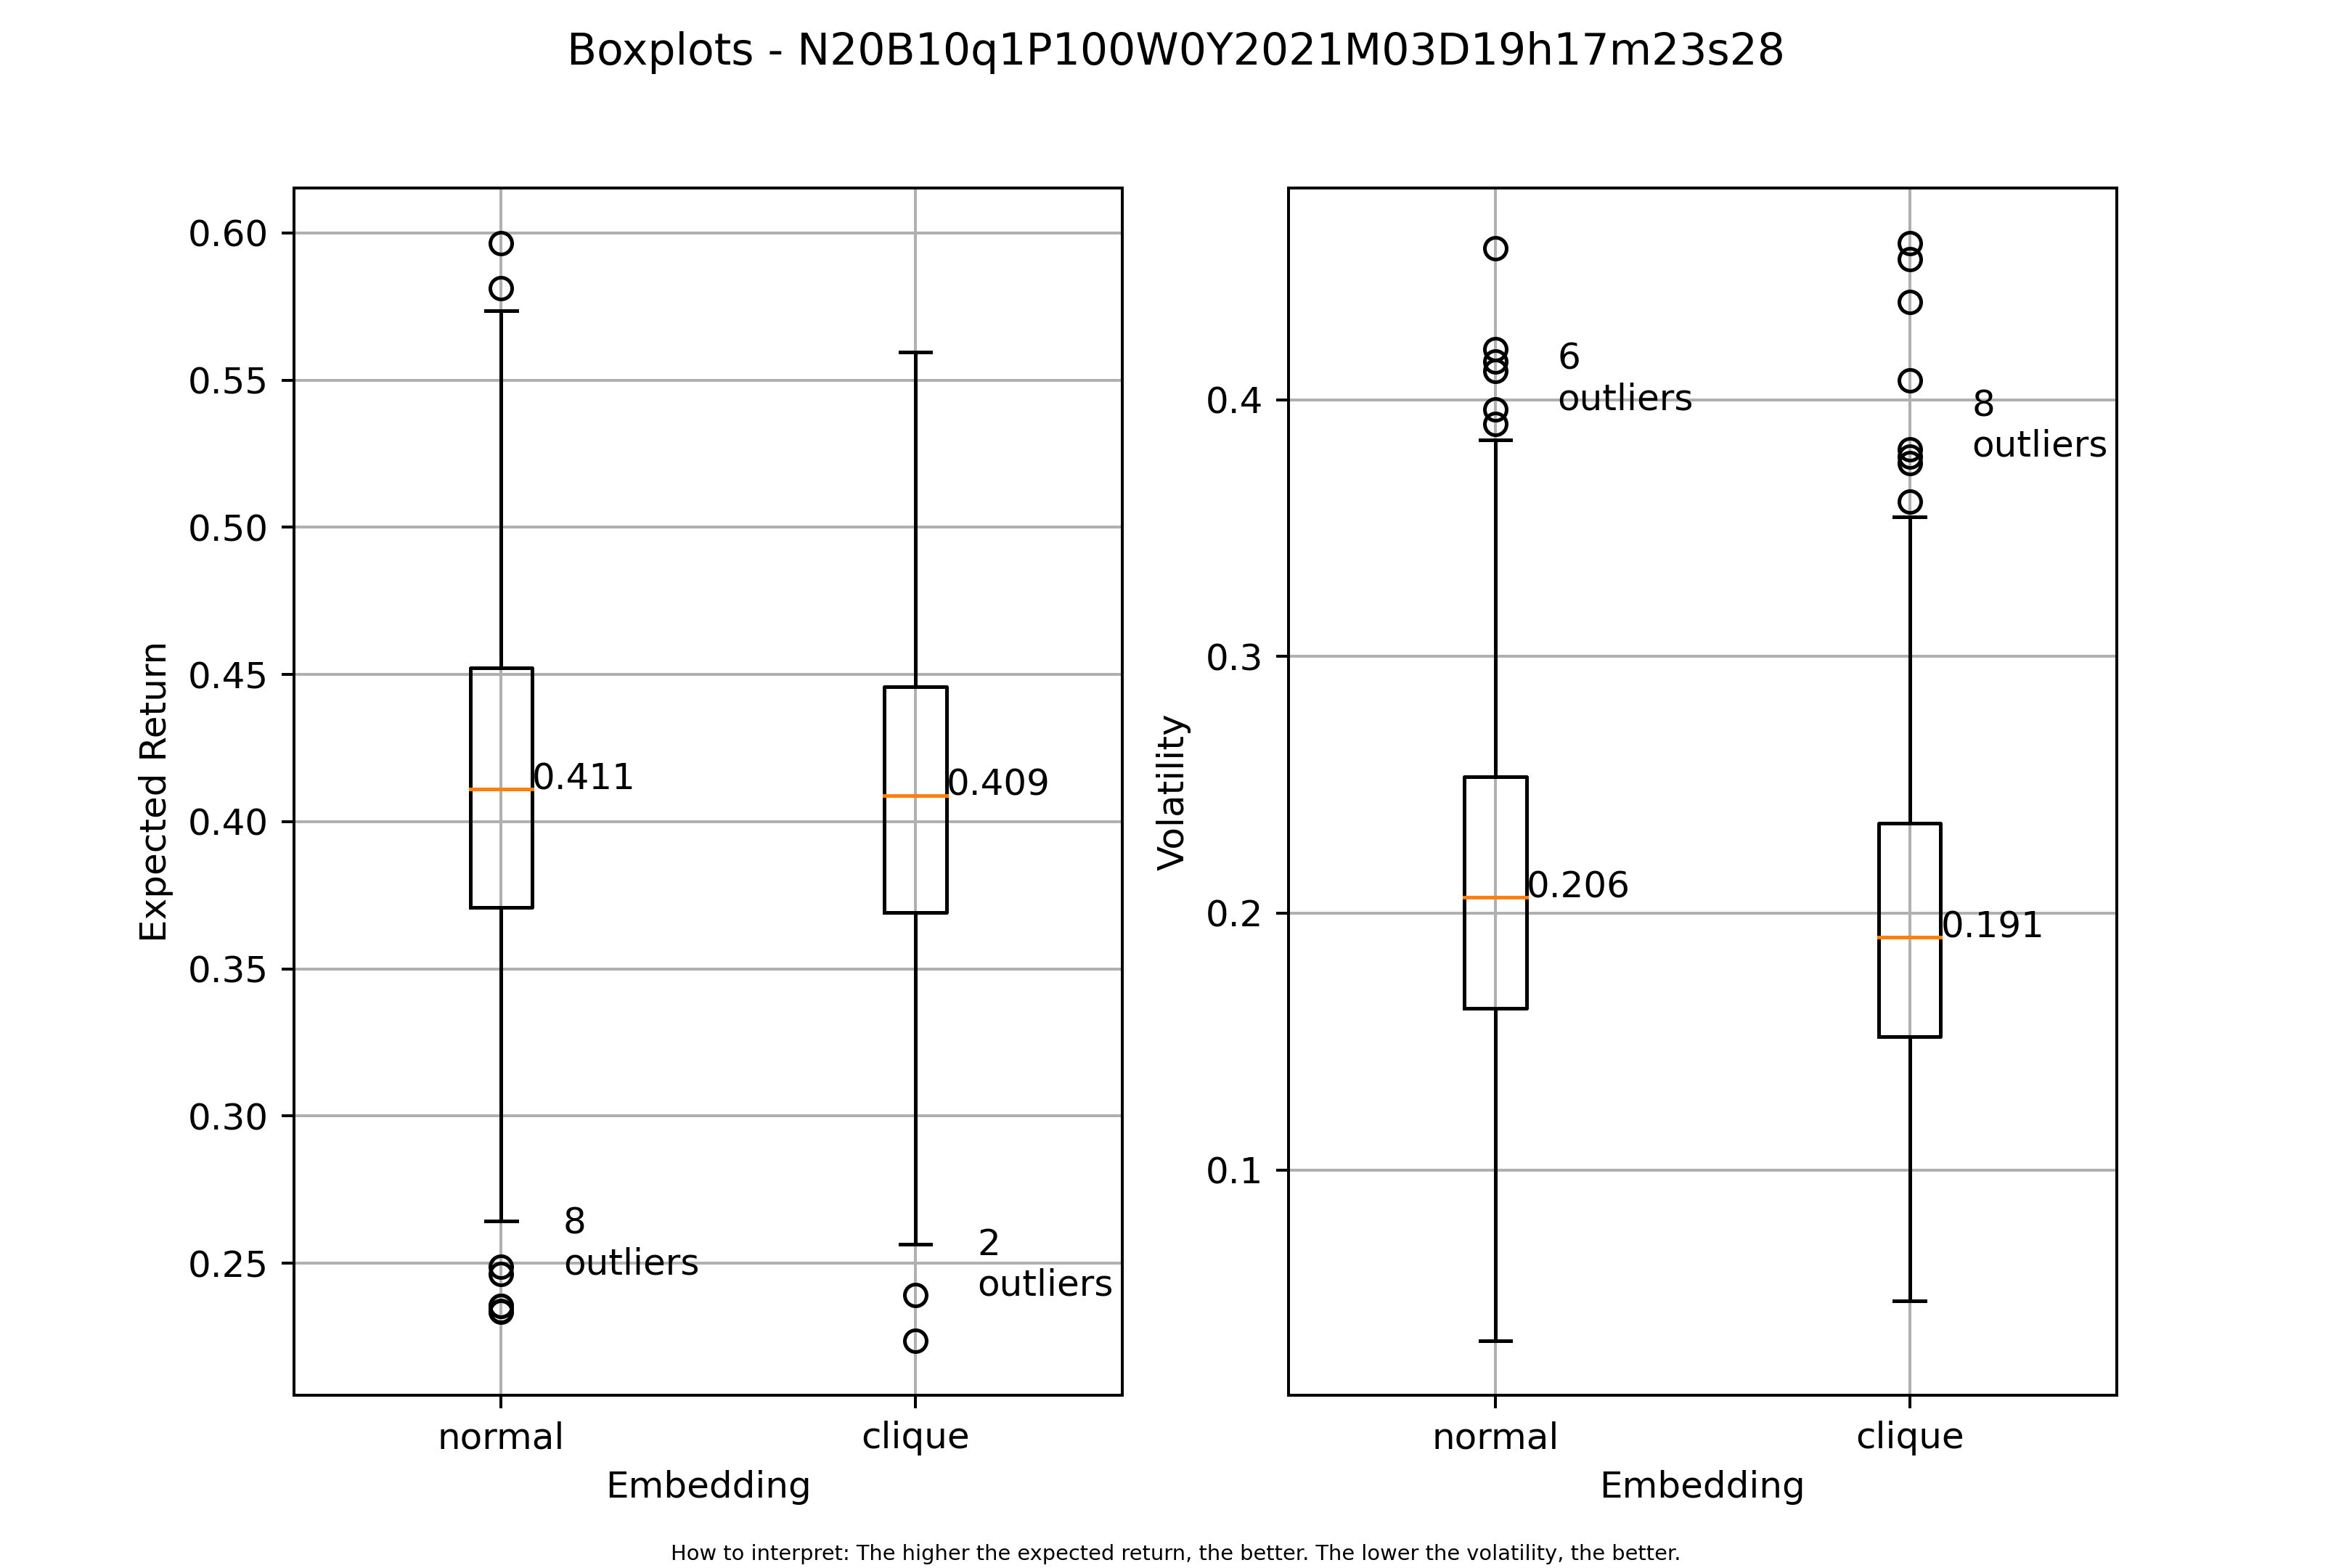 Boxplots - N20B10q1P100W0Y2021M03D19h17m23s28
Expected Return
0.60
0.55
0.50
0.45
0.40
0.35
0.30
0.25
0.411
0.409
8
outliers
2
outliers
normal
clique
Embedding
Volatility
0.4
0.3
0.2
0.1
6
outliers
8
outliers
0.206
0.191
normal
clique
Embedding
How to interpret: The higher the expected return, the better. The lower the volatility, the better.